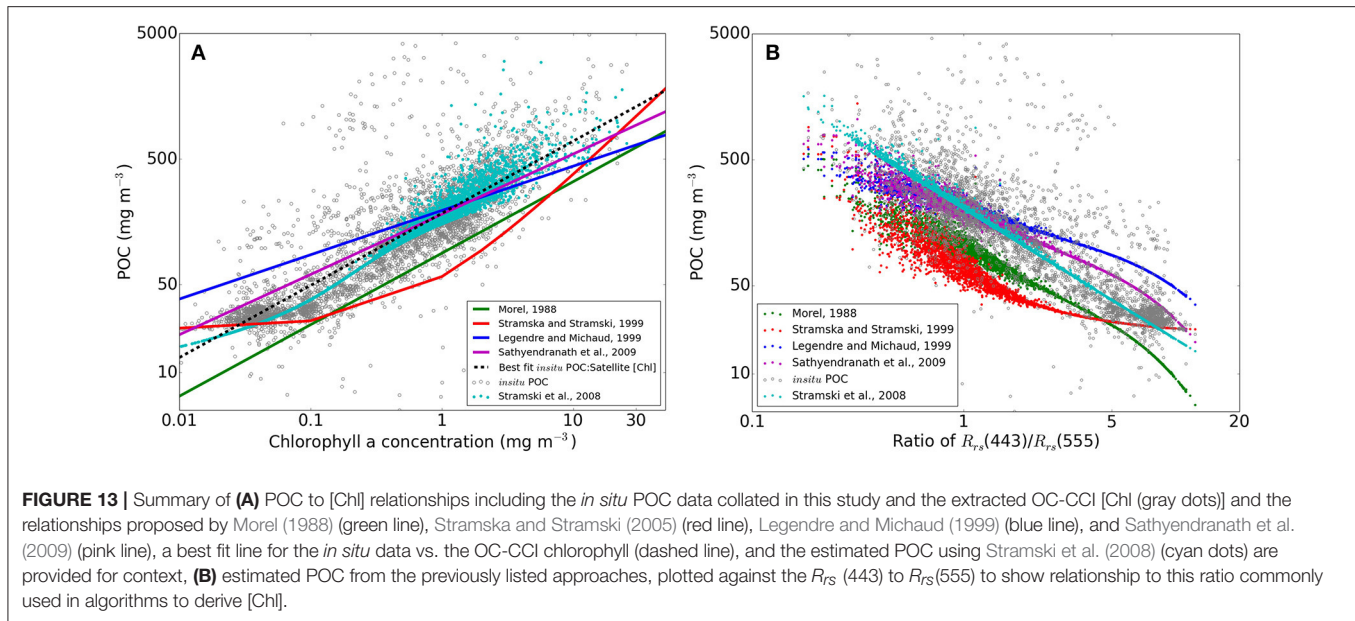 A
5000
500
50
10
POC (mg m⁻³)
0.01
0.1
1
10
30
Chlorophyll a concentration (mg m⁻³)
Morel, 1988
Stramska and Stramski, 1999
Legendre and Michaud, 1999
Sathyendranath et al., 2009
Best fit insitu POC:Satellite [Chl]
insitu POC
Stramski et al., 2008
B
5000
500
50
10
POC (mg m⁻³)
0.1
1
5
20
Ratio of Rrs(443)/Rrs(555)
Morel, 1988
Stramska and Stramski, 1999
Legendre and Michaud, 1999
Sathyendranath et al., 2009
insitu POC
Stramski et al., 2008
FIGURE 13 | Summary of (A) POC to [Chl] relationships including the in situ POC data collated in this study and the extracted OC-CCI [Chl (gray dots)] and the
relationships proposed by Morel (1988) (green line), Stramska and Stramski (2005) (red line), Legendre and Michaud (1999) (blue line), and Sathyendranath et al.
(2009) (pink line), a best fit line for the in situ data vs. the OC-CCI chlorophyll (dashed line), and the estimated POC using Stramski et al. (2008) (cyan dots) are
provided for context, (B) estimated POC from the previously listed approaches, plotted against the Rrs (443) to Rrs(555) to show relationship to this ratio commonly
used in algorithms to derive [Chl].